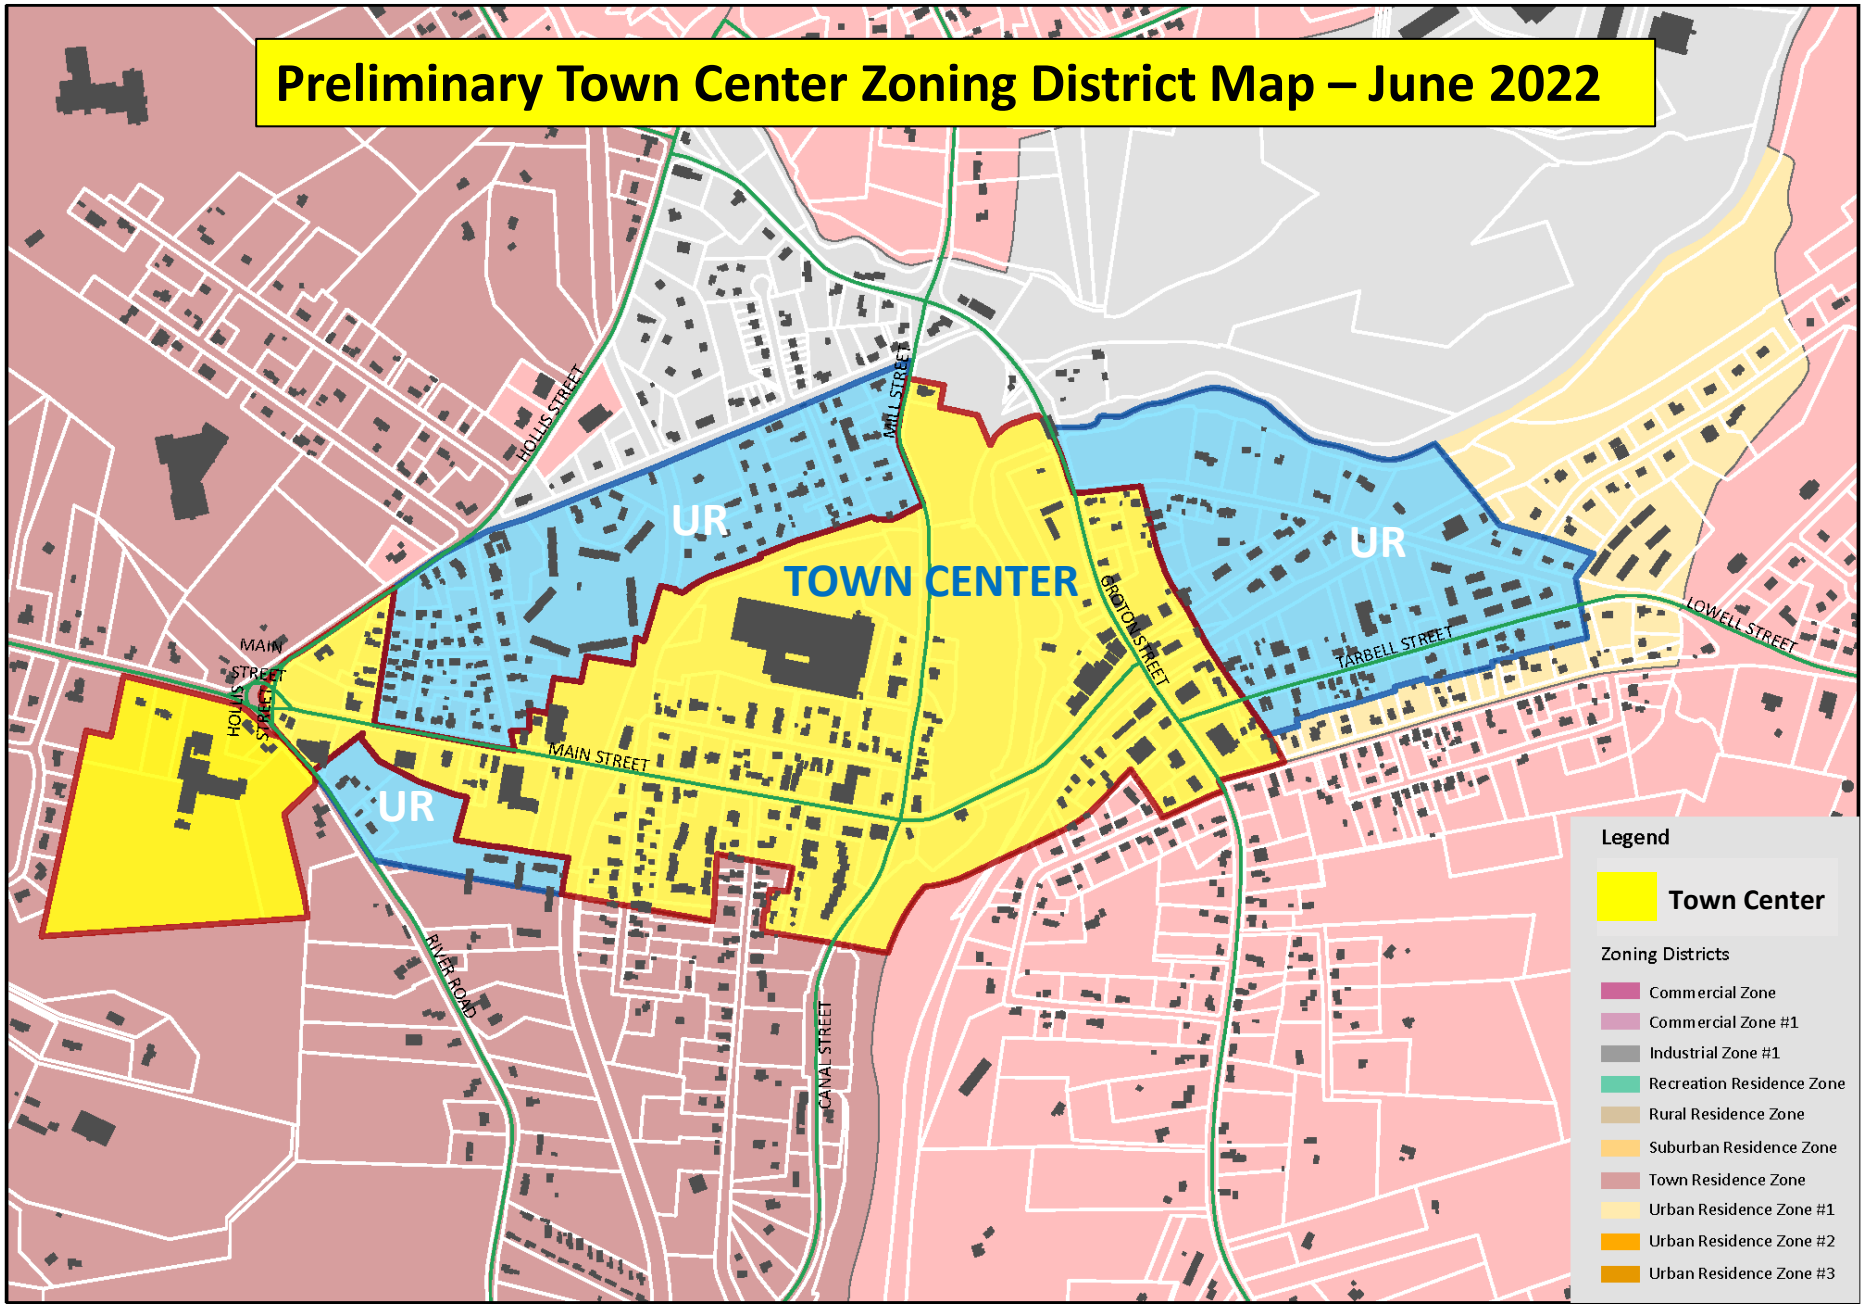 Preliminary Town Center Zoning District Map – June 2022
HOLLIS STREET
MILL STREET
UR
UR
TOWN CENTER
GROTON STREET
LOWELL STREET
TARBELL STREET
MAIN
STREET
HOLLIS
STREET
MAIN STREET
UR
RIVER ROAD
CANAL STREET
Legend
Town Center
Zoning Districts
Commercial Zone
Commercial Zone #1
Industrial Zone #1
Recreation Residence Zone
Rural Residence Zone
Suburban Residence Zone
Town Residence Zone
Urban Residence Zone #1
Urban Residence Zone #2
Urban Residence Zone #3